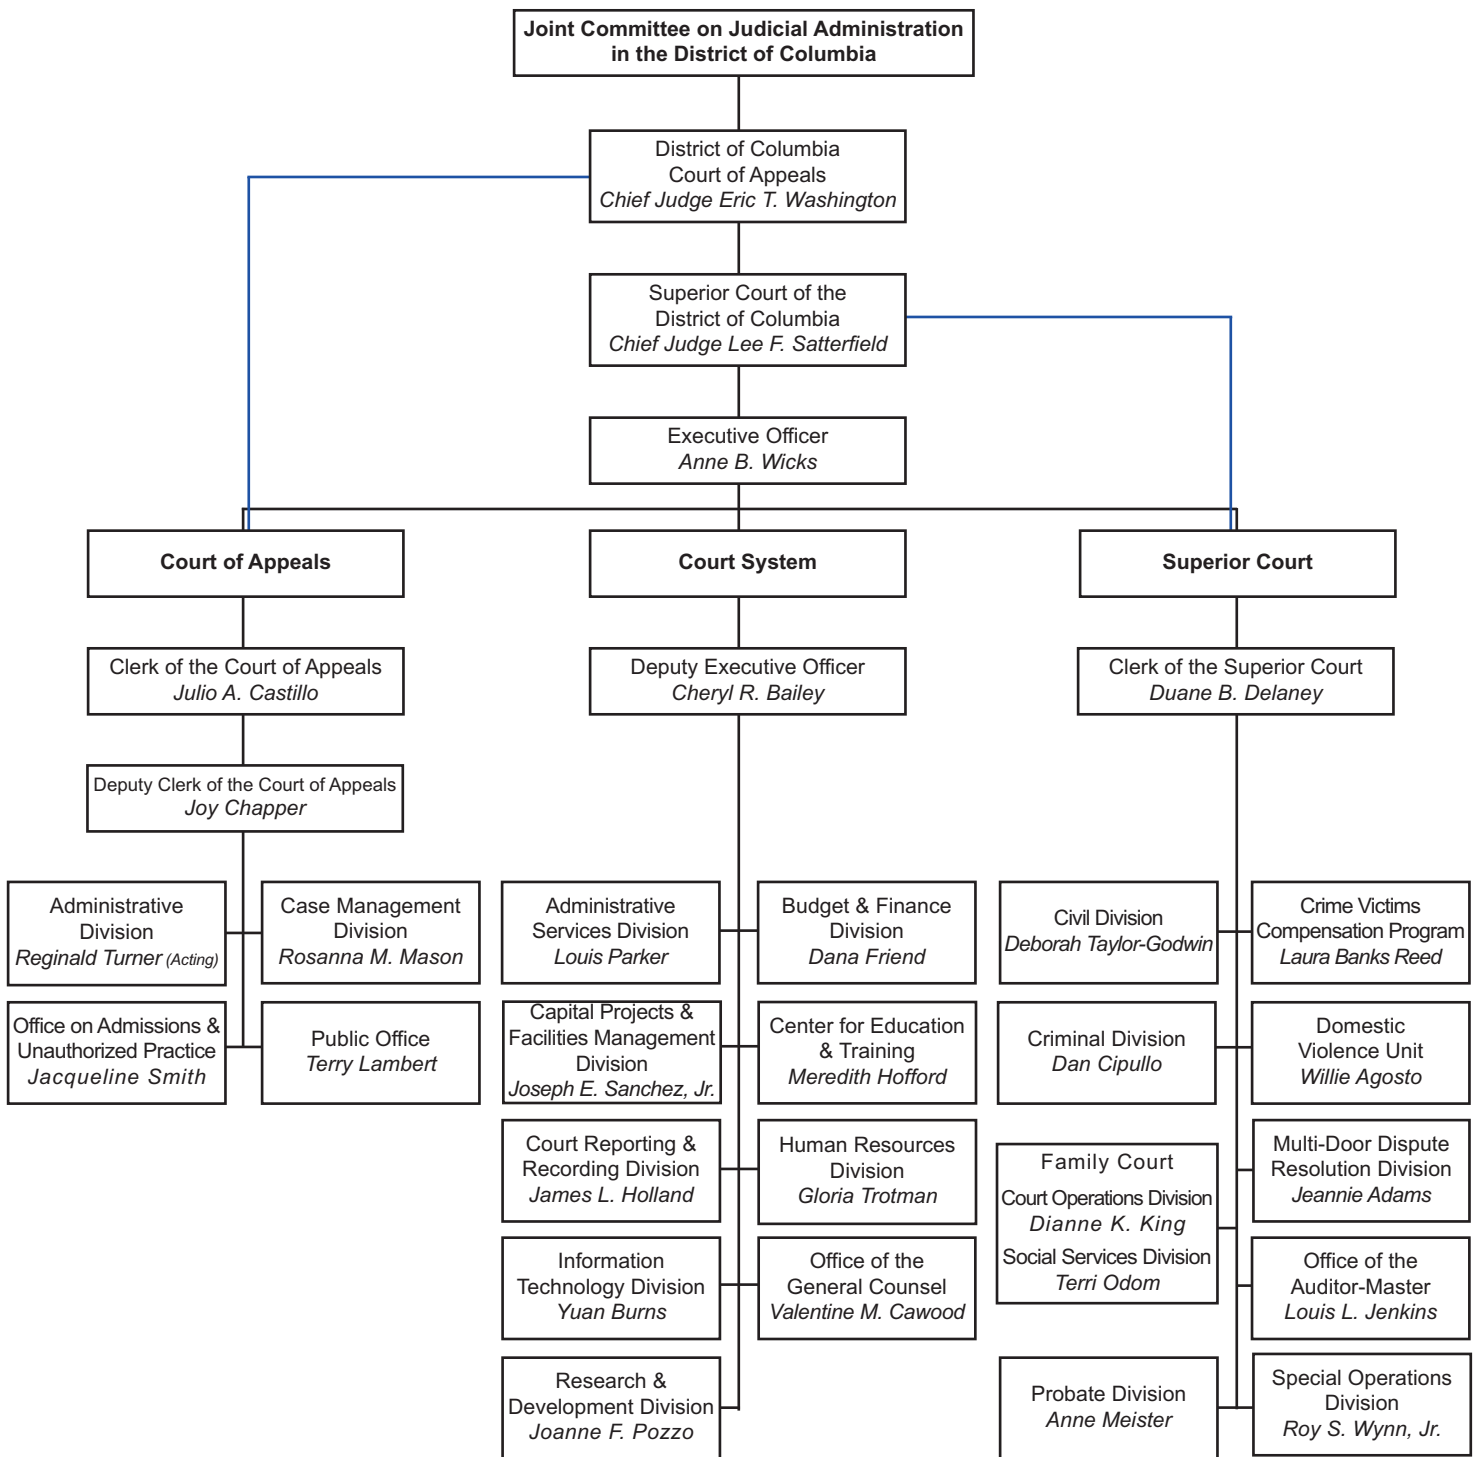 Joint Committee on Judicial Administration
in the District of Columbia
District of Columbia
Court of Appeals
Chief Judge Eric T. Washington
Superior Court of the
District of Columbia
Chief Judge Lee F. Satterfield
Executive Officer
Anne B. Wicks
Court of Appeals
Court System
Superior Court
Clerk of the Court of Appeals
Julio A. Castillo
Deputy Executive Officer
Cheryl R. Bailey
Clerk of the Superior Court
Duane B. Delaney
Deputy Clerk of the Court of Appeals
Joy Chapper
Administrative
Division
Reginald Turner (Acting)
Case Management
Division
Rosanna M. Mason
Office on Admissions &
Unauthorized Practice
Jacqueline Smith
Public Office
Terry Lambert
Administrative
Services Division
Louis Parker
Budget & Finance
Division
Dana Friend
Capital Projects &
Facilities Management
Division
Joseph E. Sanchez, Jr.
Center for Education
& Training
Meredith Hofford
Court Reporting &
Recording Division
James L. Holland
Human Resources
Division
Gloria Trotman
Information
Technology Division
Yuan Burns
Office of the
General Counsel
Valentine M. Cawood
Research &
Development Division
Joanne F. Pozzo
Civil Division
Deborah Taylor-Godwin
Crime Victims
Compensation Program
Laura Banks Reed
Criminal Division
Dan Cipullo
Domestic
Violence Unit
Willie Agosto
Family Court
Court Operations Division
Dianne K. King
Social Services Division
Terri Odom
Multi-Door Dispute
Resolution Division
Jeannie Adams
Office of the
Auditor-Master
Louis L. Jenkins
Probate Division
Anne Meister
Special Operations
Division
Roy S. Wynn, Jr.